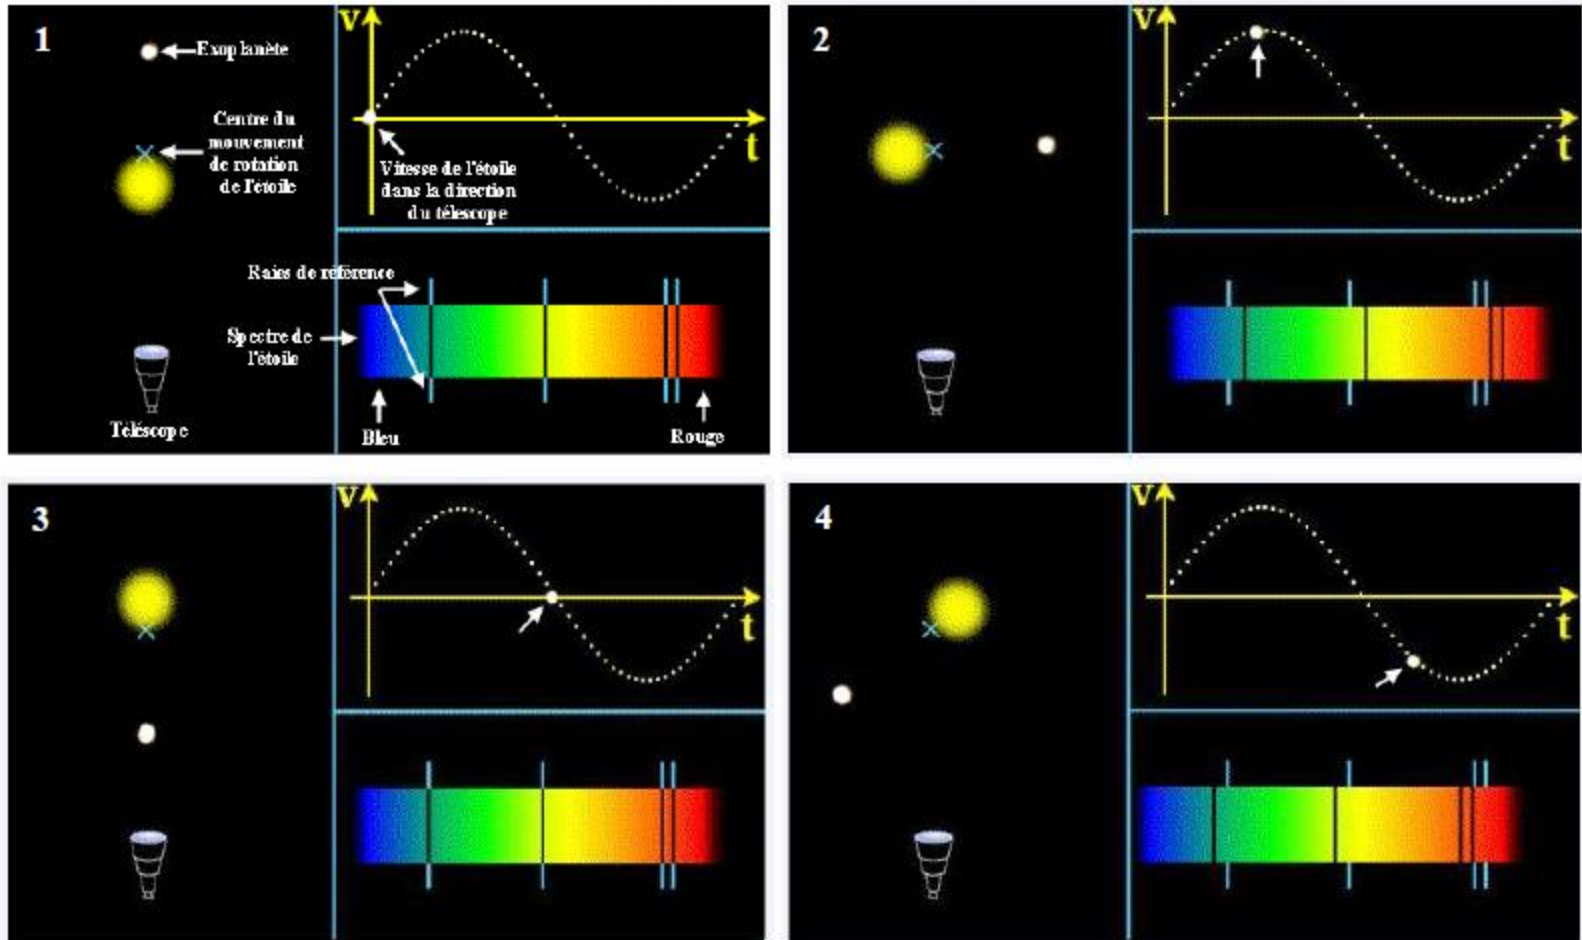 1
Exoplanète
Centre du
mouvement
de rotation
de l'étoile
Téléscope
V
t
Vitesse de l'étoile
dans la direction
du télescope
Raies de référence
Spectre de
l'étoile
Bleu
Rouge
2
V
t
3
V
t
4
V
t